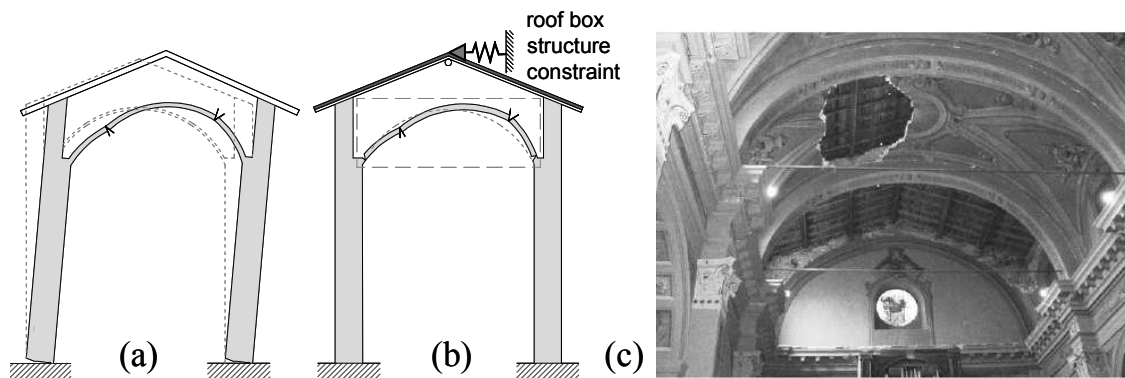 roof box
structure
constraint
(a)
(b)
(c)